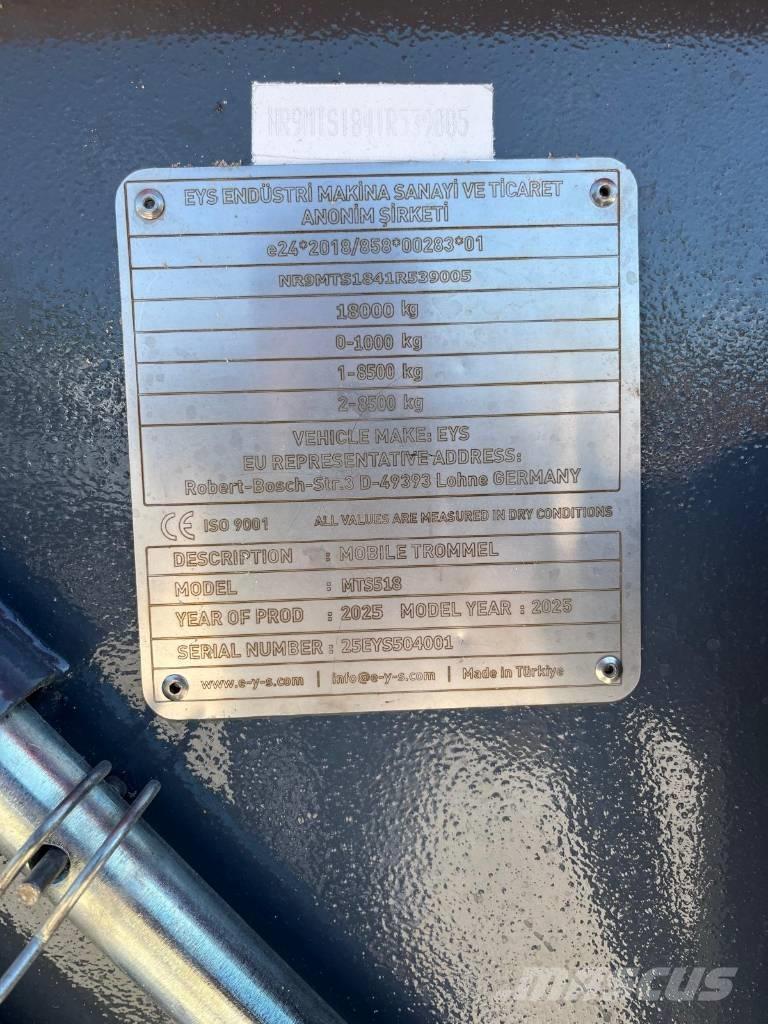 NR9MTS1841R539005
EYS ENDÜSTRİ MAKİNA SANAYİ VE TİCARET
ANONİM ŞİRKETİ
e24*2018/858*00283*01
NR9MTS1841R539005
18000 kg
0-1000 kg
1-8500 kg
2-8500 kg
VEHICLE MAKE: EYS
EU REPRESENTATIVE ADDRESS:
Robert-Bosch-Str.3 D-49393 Lohne GERMANY
CE ISO 9001 ALL VALUES ARE MEASURED IN DRY CONDITIONS
DESCRIPTION : MOBILE TROMMEL
MODEL : MTS518
YEAR OF PROD : 2025 MODEL YEAR : 2025
SERIAL NUMBER : 25EYS504001
www.e-y-s.com | info@e-y-s.com | Made in Türkiye
MASCUS